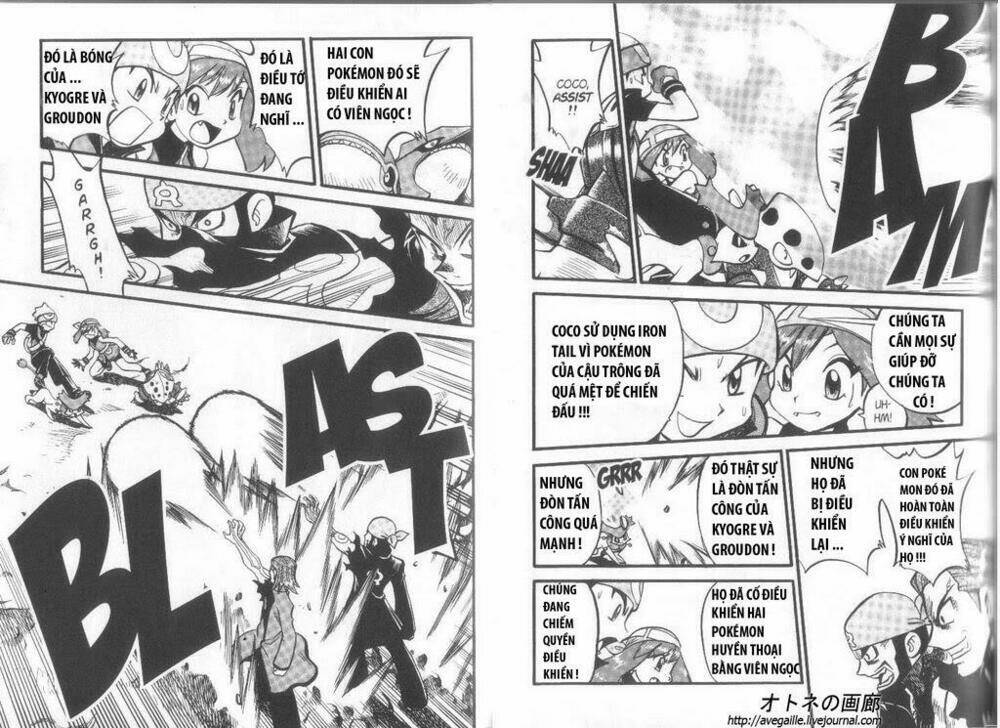 BAM
COCO,
ASSIST
!!
SHAA
CHÚNG TA
CẦN MỌI SỰ
GIÚP ĐỠ
CHÚNG TA
CÓ !
UH-
HM!
COCO SỬ DỤNG IRON
TAIL VÌ POKÉMON
CỦA CẬU TRÔNG ĐÃ
QUÁ MỆT ĐỂ CHIẾN
ĐẤU !!!
ĐÓ THẬT SỰ
LÀ ĐÒN TẤN
CÔNG CỦA
KYOGRE VÀ
GROUDON!
GRRR
NHƯNG
ĐÒN TẤN
CÔNG QUÁ
MẠNH !
CON POKÉ
MON ĐÓ ĐÃ
HOÀN TOÀN
ĐIỀU KHIỂN
Ý NGHĨ CỦA
HỌ !!!
NHƯNG
HỌ ĐÃ
BỊ ĐIỀU
KHIỂN
LẠI ...
HỌ ĐÃ CỐ ĐIỀU
KHIỂN HAI
POKÉMON
HUYỀN THOẠI
BẰNG VIÊN NGỌC
CHÚNG
ĐANG
CHIẾM
QUYỀN
ĐIỀU
KHIỂN !
HAI CON
POKÉMON ĐÓ SẼ
ĐIỀU KHIỂN AI
CÓ VIÊN NGỌC !
ĐÓ LÀ
ĐIỀU TỚ
ĐANG
NGHĨ ...
ĐÓ LÀ BÓNG
CỦA ...
KYOGRE VÀ
GROUDON
GARRGH!
BLAST
オトネの画廊
http://avegaille.livejournal.com